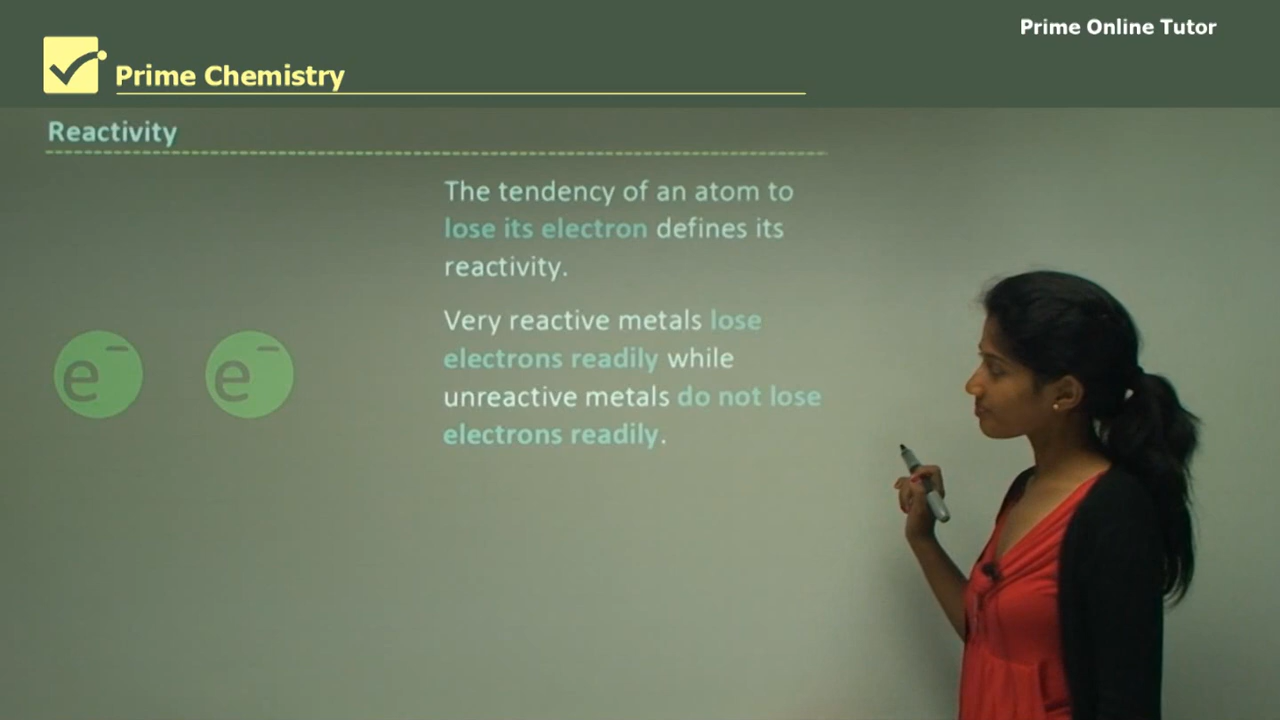 Prime Online Tutor
Prime Chemistry
Reactivity
The tendency of an atom to
lose its electron defines its
reactivity.
Very reactive metals lose
electrons readily while
unreactive metals do not lose
electrons readily.
e⁻ e⁻